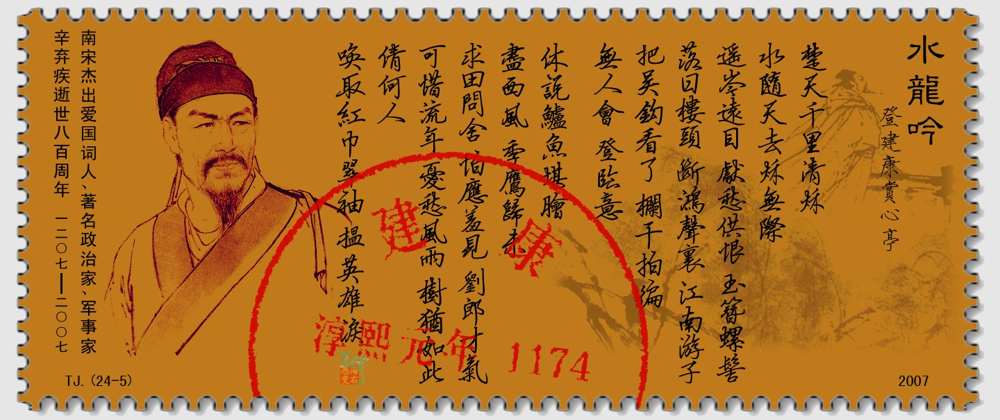 水龍吟
登建康賞心亭
楚天千里清秌
水隨天去秌無際
遥岑遠目 獻愁供恨 玉簪螺髻
落日樓頭 斷鴻聲裏 江南游子
把吴鈎看了 欄干拍編
無人會 登臨意
休説鱸魚堪膾
盡西風 季鷹歸未
求田問舍 怕應羞見 劉郎才氣
可惜流年 憂愁風雨 樹猶如此
倩何人
唤取紅巾翠袖 揾英雄淚
建康
淳熙元年 1174
南宋杰出爱国词人、著名政治家、军事家
辛弃疾逝世八百周年 一二〇七—二〇〇七
TJ. (24-5)
2007